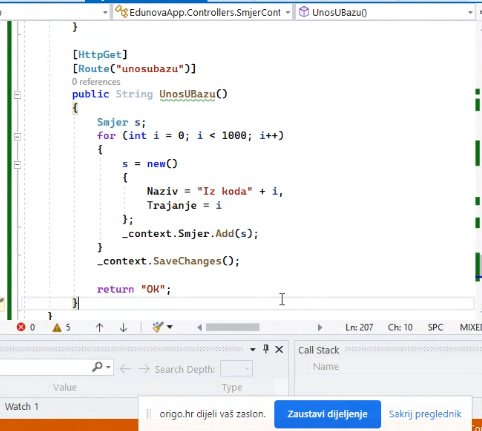 EdunovaApp.Controllers.SmjerCont
UnosUBazu()
}
[HttpGet]
[Route("unosubazu")]
0 references
public String UnosUBazu()
{
Smjer s;
for (int i = 0; i < 1000; i++)
{
s = new()
{
Naziv = "Iz koda" + i,
Trajanje = i
};
_context.Smjer.Add(s);
}
_context.SaveChanges();
return "OK";
}
}
0 5 Ln: 207 Ch: 10 SPC MIXED
Call Stack
Search Depth: Name
Value Type
Watch 1
origo.hr dijeli vaš zaslon. Zaustavi dijeljenje Sakrij preglednik